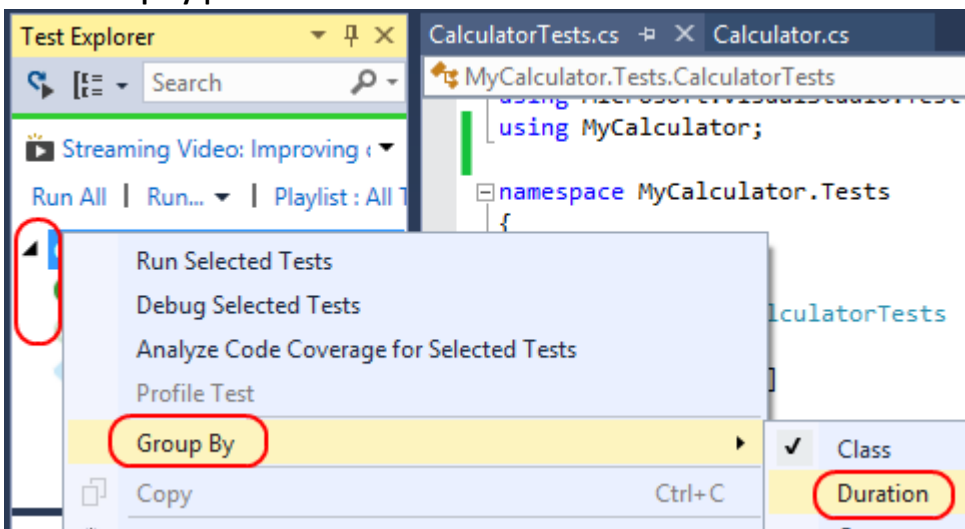 Test Explorer
CalculatorTests.cs
Calculator.cs
Search
MyCalculator.Tests.CalculatorTests
using MyCalculator;
Streaming Video: Improving
Run All | Run... | Playlist : All
namespace MyCalculator.Tests
{
Run Selected Tests
Debug Selected Tests
lculatorTests
Analyze Code Coverage for Selected Tests
]
Profile Test
Group By
Class
Copy Ctrl+C
Duration